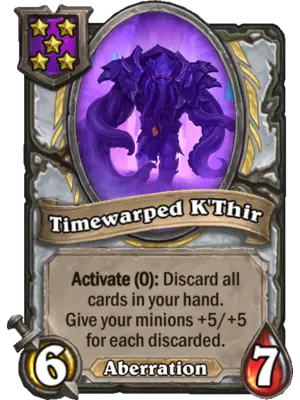 Timewarped K'Thir
Activate (0): Discard all
cards in your hand.
Give your minions +5/+5
for each discarded.
6
Aberration
7